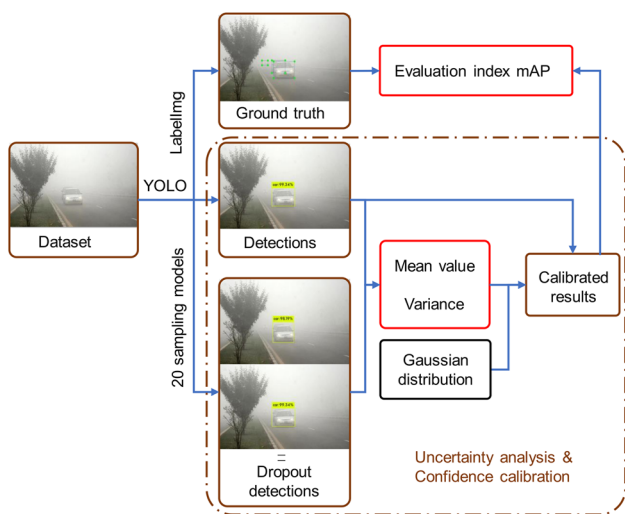 LabelImg
Ground truth
Evaluation index mAP
YOLO
Dataset
20 sampling models
Detections
Dropout
detections
Mean value
Variance
Gaussian
distribution
Calibrated
results
Uncertainty analysis &
Confidence calibration